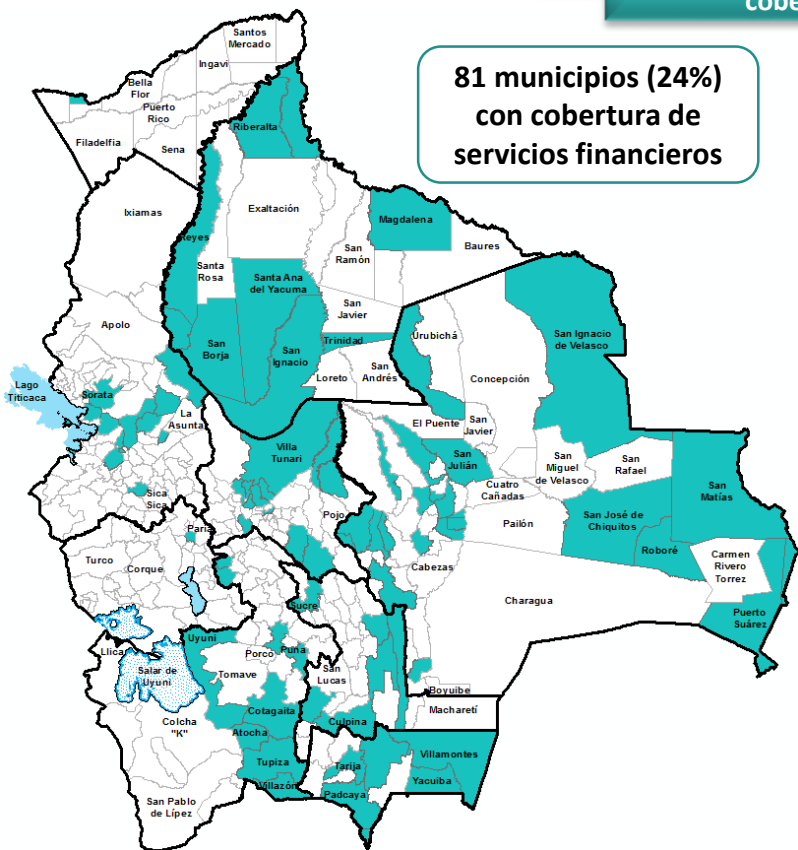 cobe
81 municipios (24%)
con cobertura de
servicios financieros
Santos
Mercado
Ingavi
Bella
Flor
Puerto
Rico
Riberalta
Filadelfia
Sena
Ixiamas
Exaltación
Magdalena
Reyes
San
Ramón
Baures
Santa
Rosa
Santa Ana
del Yacuma
San
Javier
Apolo
San
Borja
San
Ignacio
Trinidad
Urubichá
San Ignacio
de Velasco
Loreto
San
Andrés
Concepción
Lago
Titicaca
Sorata
La
Asunta
El Puente
San
Javier
Villa
Tunari
San
Julián
San
Miguel
de Velasco
San
Rafael
Cuatro
Cañadas
San
Matías
Sica
Sica
Pojo
Pailón
San José de
Chiquitos
Paria
Roboré
Carmen
Rivero
Torrez
Turco
Corque
Cabezas
Charagua
Sucre
Puerto
Suárez
Uyuni
Llica
Porco
Puna
Salar de
Uyuni
Tomave
San
Lucas
Boyuibe
Macharetí
Colcha
"K"
Cotagaita
Culpina
Atocha
Tupiza
Tarija
Villamontes
Yacuiba
Villazón
Padcaya
San Pablo
de Lípez